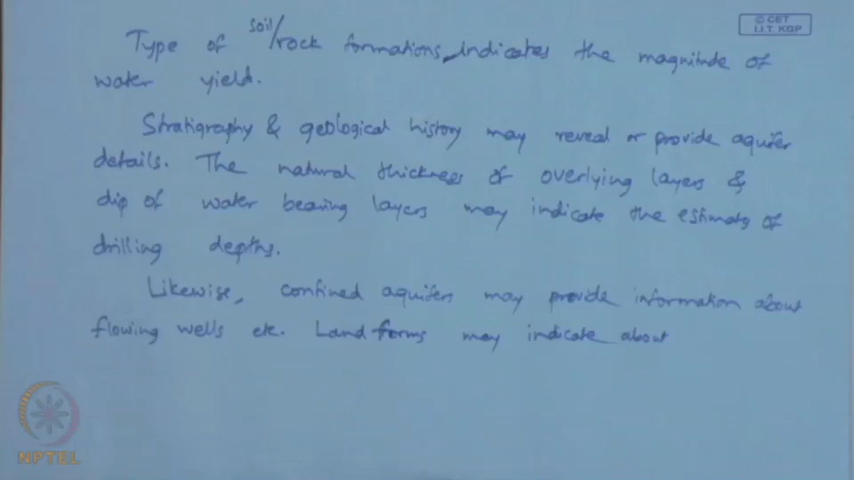 © CET
I.I.T. KGP
Type of soil/rock formations indicates the magnitude of
water yield.
Stratigraphy & geological history may reveal or provide aquifer
details. The natural thickness of overlying layers &
dip of water bearing layers may indicate the estimate of
drilling depths.
Likewise, confined aquifers may provide information about
flowing wells etc. Land forms may indicate about
NPTEL